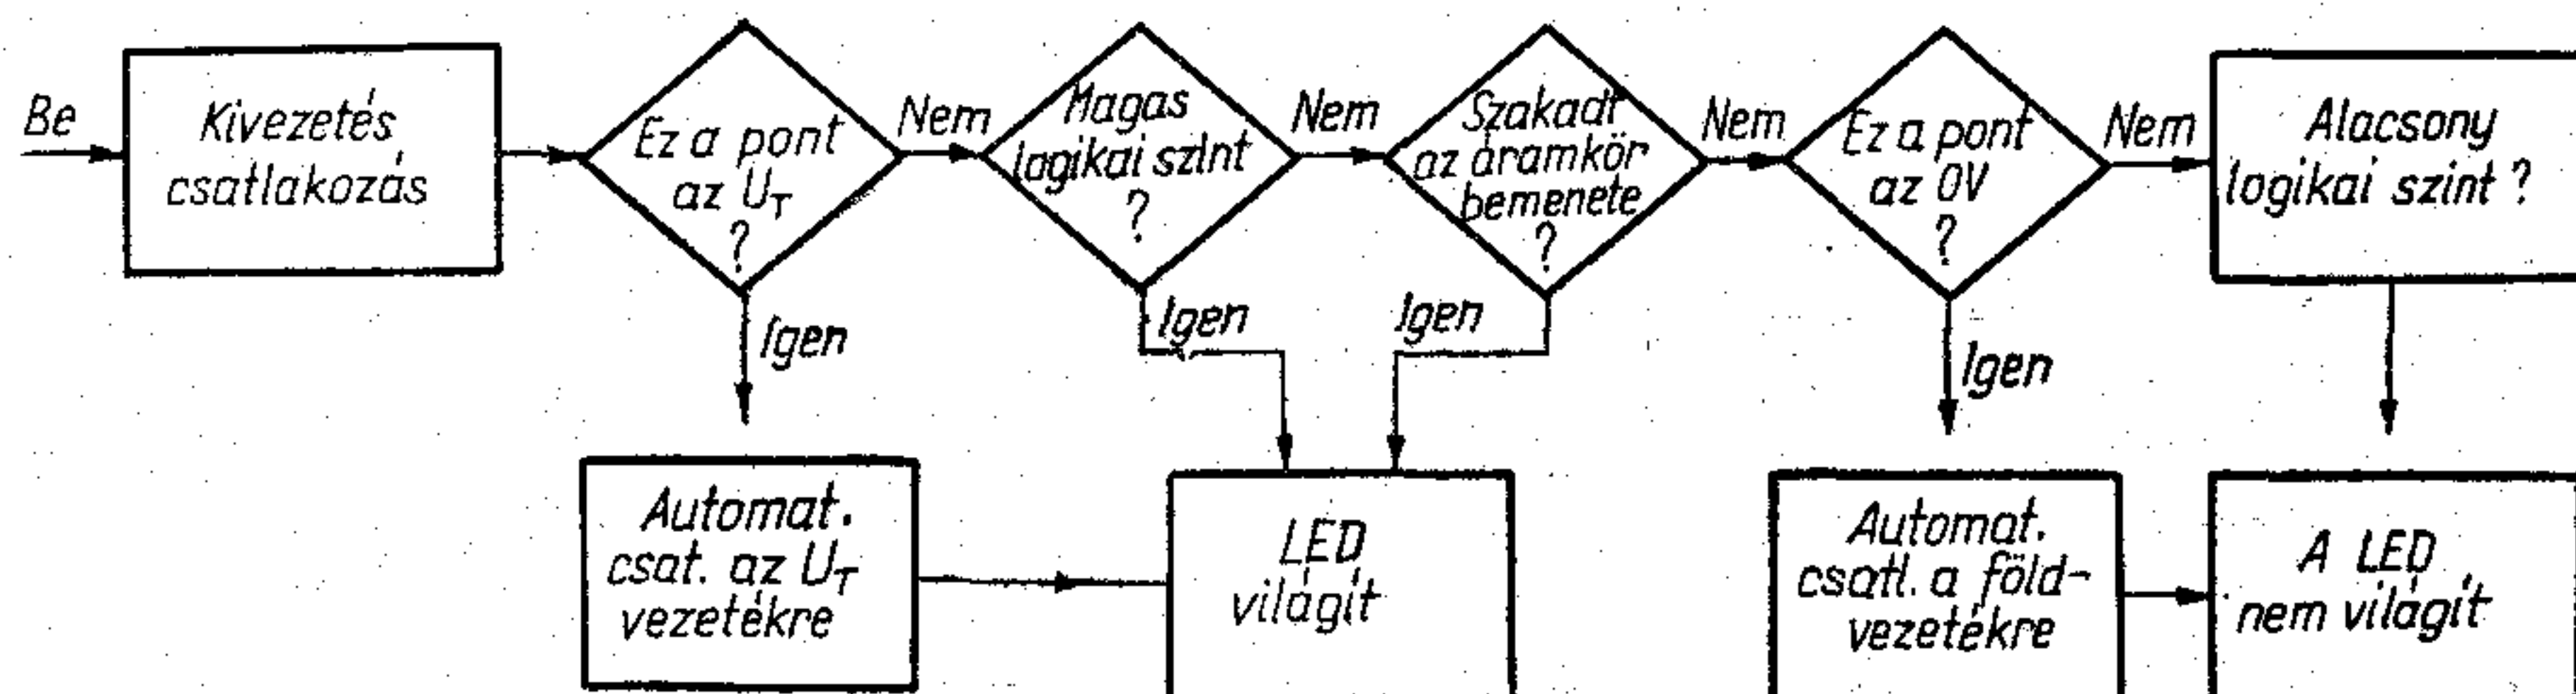 Be
Kivezetés
csatlakozás
Ez a pont
az U_T
?
Nem
Magas
logikai szint
?
Nem
Szakadt
az áramkör
bemenete
?
Nem
Ez a pont
az 0V
?
Nem
Alacsony
logikai szint ?
Igen
Igen
Igen
Igen
Automat.
csat. az U_T
vezetékre
LED
világít
Automat.
csatl. a föld-
vezetékre
A LED
nem világít